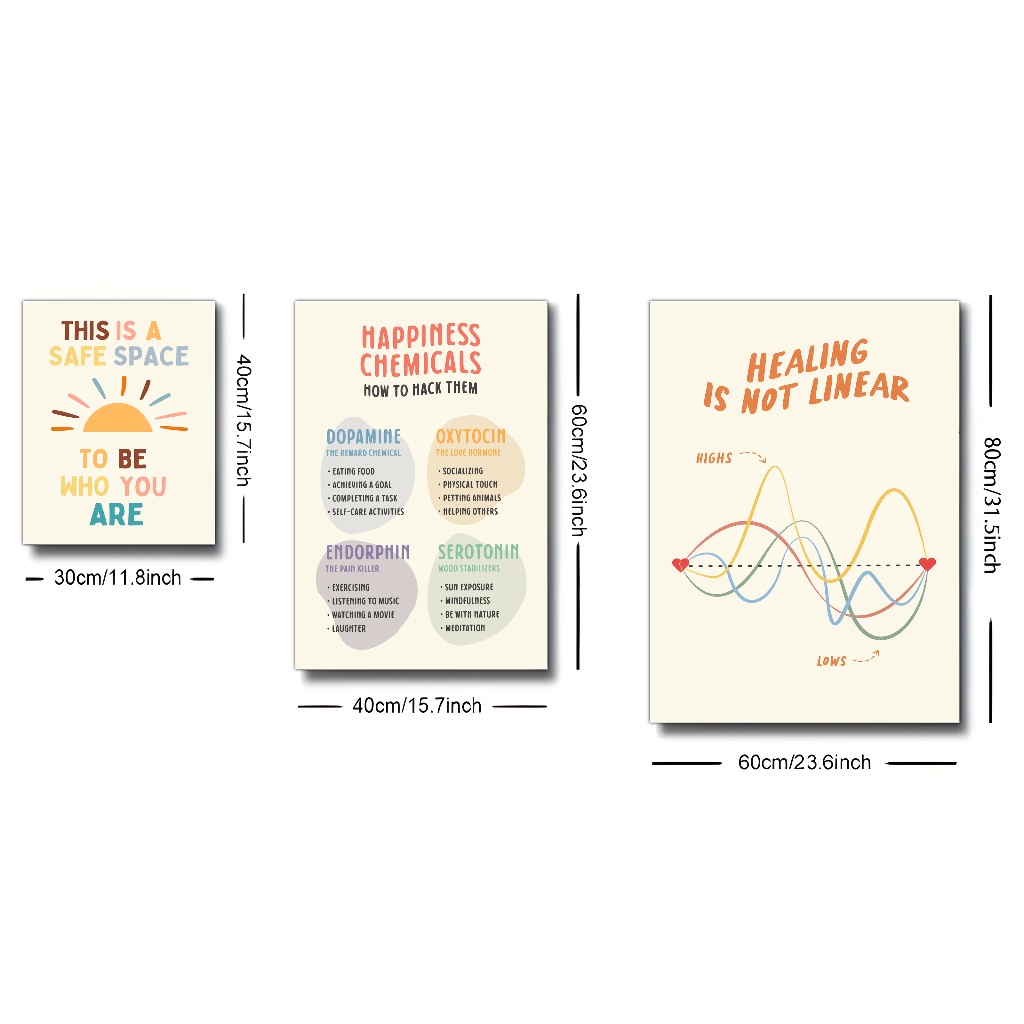 THIS IS A
SAFE SPACE
TO BE
WHO YOU
ARE
40cm/15.7inch
30cm/11.8inch
HAPPINESS
CHEMICALS
HOW TO HACK THEM
DOPAMINE
THE REWARD CHEMICAL
• EATING FOOD
• ACHIEVING A GOAL
• COMPLETING A TASK
• SELF-CARE ACTIVITIES
OXYTOCIN
THE LOVE HORMONE
• SOCIALIZING
• PHYSICAL TOUCH
• PETTING ANIMALS
• HELPING OTHERS
ENDORPHIN
THE PAIN KILLER
• EXERCISING
• LISTENING TO MUSIC
• WATCHING A MOVIE
• LAUGHTER
SEROTONIN
MOOD STABILIZERS
• SUN EXPOSURE
• MINDFULNESS
• BE WITH NATURE
• MEDITATION
60cm/23.6inch
40cm/15.7inch
HEALING
IS NOT LINEAR
HIGHS
LOWS
80cm/31.5inch
60cm/23.6inch